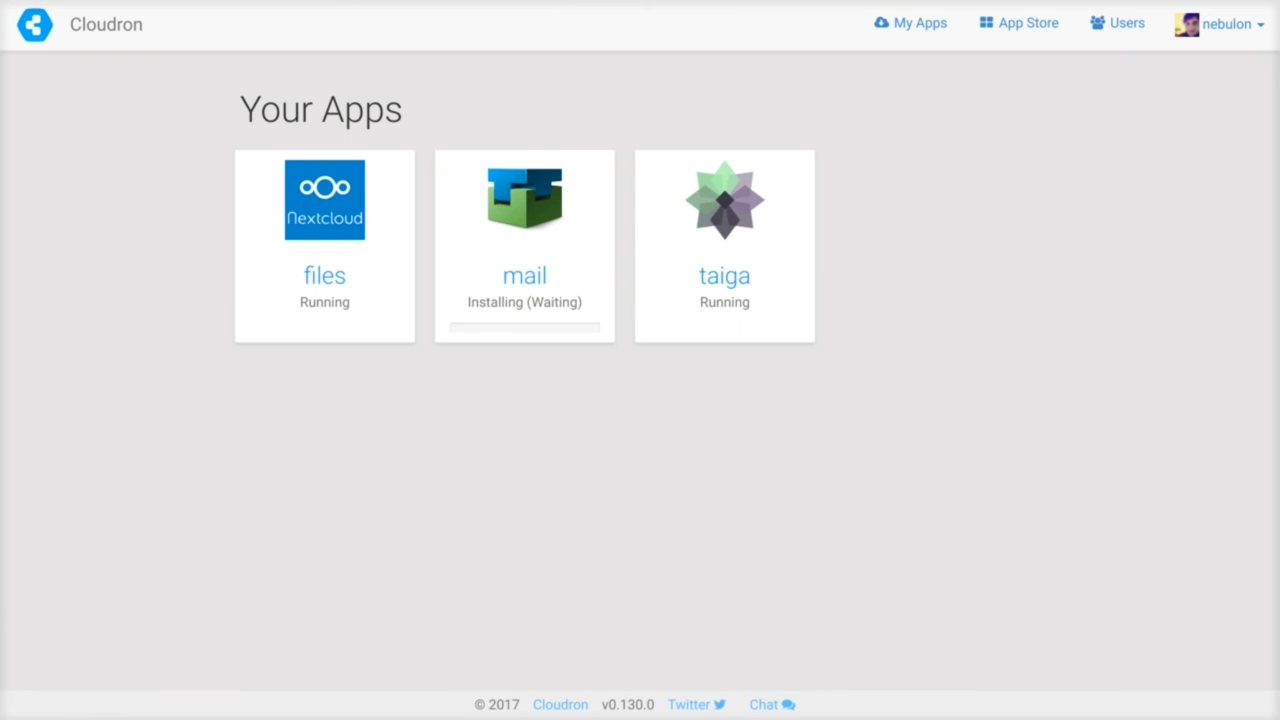 Cloudron My Apps App Store Users nebulon
Your Apps
Nextcloud
files mail taiga
Running Installing (Waiting) Running
© 2017 Cloudron v0.130.0 Twitter Chat